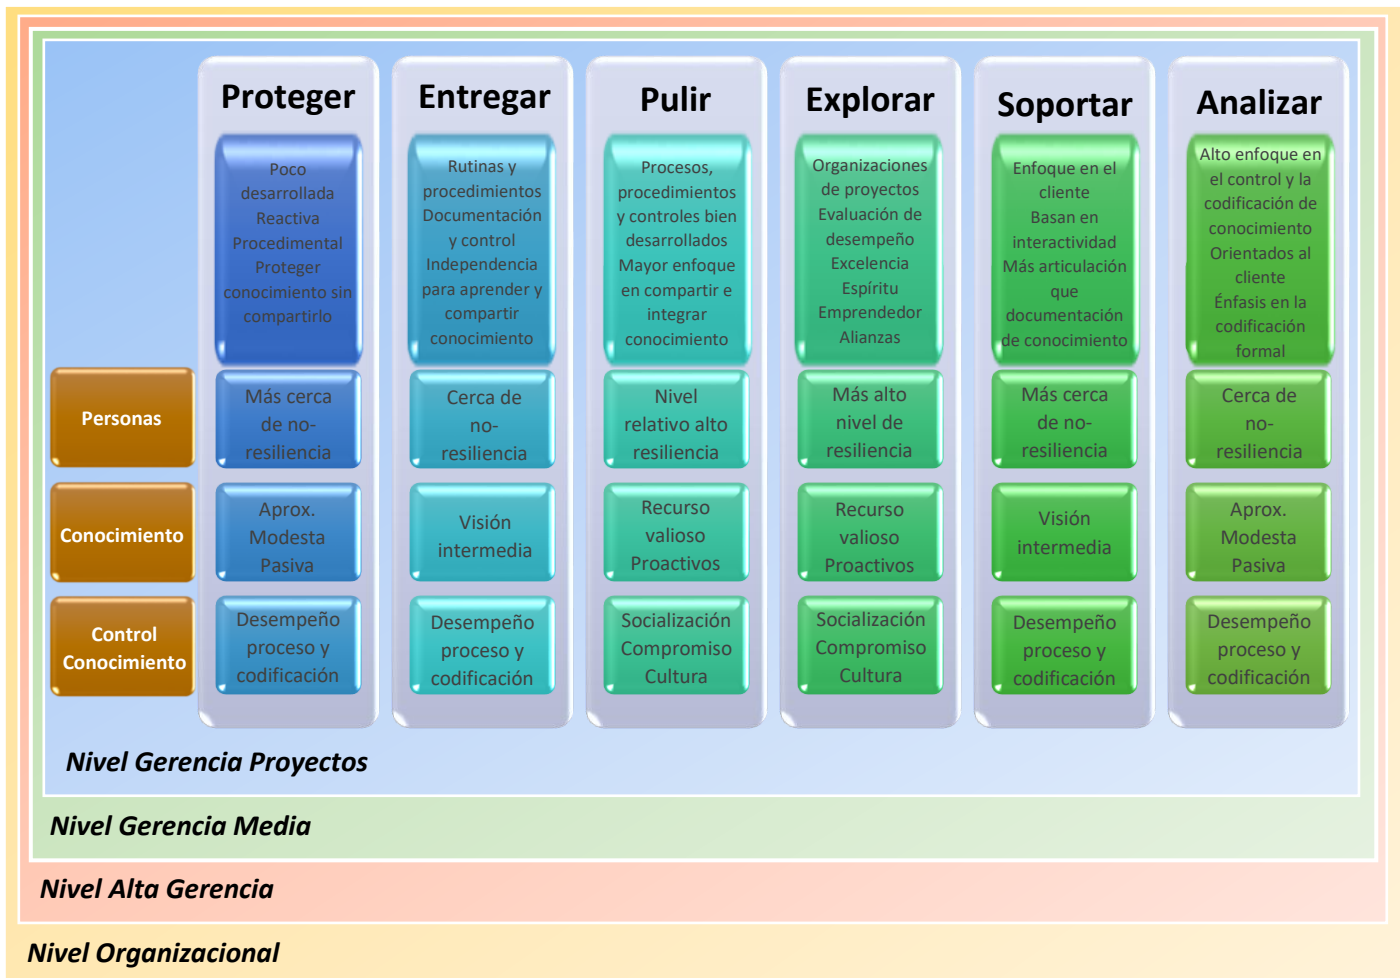 Proteger
Entregar
Pulir
Explorar
Soportar
Analizar
Poco
desarrollada
Reactiva
Procedimental
Proteger
conocimiento sin
compartirlo
Rutinas y
procedimientos
Documentación
y control
Independencia
para aprender y
compartir
conocimiento
Procesos,
procedimientos
y controles bien
desarrollados
Mayor enfoque
en compartir e
integrar
conocimiento
Organizaciones
de proyectos
Evaluación de
desempeño
Excelencia
Espíritu
Emprendedor
Alianzas
Enfoque en el
cliente
Basan en
interactividad
Más articulación
que
documentación
de conocimiento
Alto enfoque en
el control y la
codificación de
conocimiento
Orientados al
cliente
Énfasis en la
codificación
formal
Personas
Más cerca
de no-
resiliencia
Cerca de
no-
resiliencia
Nivel
relativo alto
resiliencia
Más alto
nivel de
resiliencia
Más cerca
de no-
resiliencia
Cerca de
no-
resiliencia
Conocimiento
Aprox.
Modesta
Pasiva
Visión
intermedia
Recurso
valioso
Proactivos
Recurso
valioso
Proactivos
Visión
intermedia
Aprox.
Modesta
Pasiva
Control
Conocimiento
Desempeño
proceso y
codificación
Desempeño
proceso y
codificación
Socialización
Compromiso
Cultura
Socialización
Compromiso
Cultura
Desempeño
proceso y
codificación
Desempeño
proceso y
codificación
Nivel Gerencia Proyectos
Nivel Gerencia Media
Nivel Alta Gerencia
Nivel Organizacional